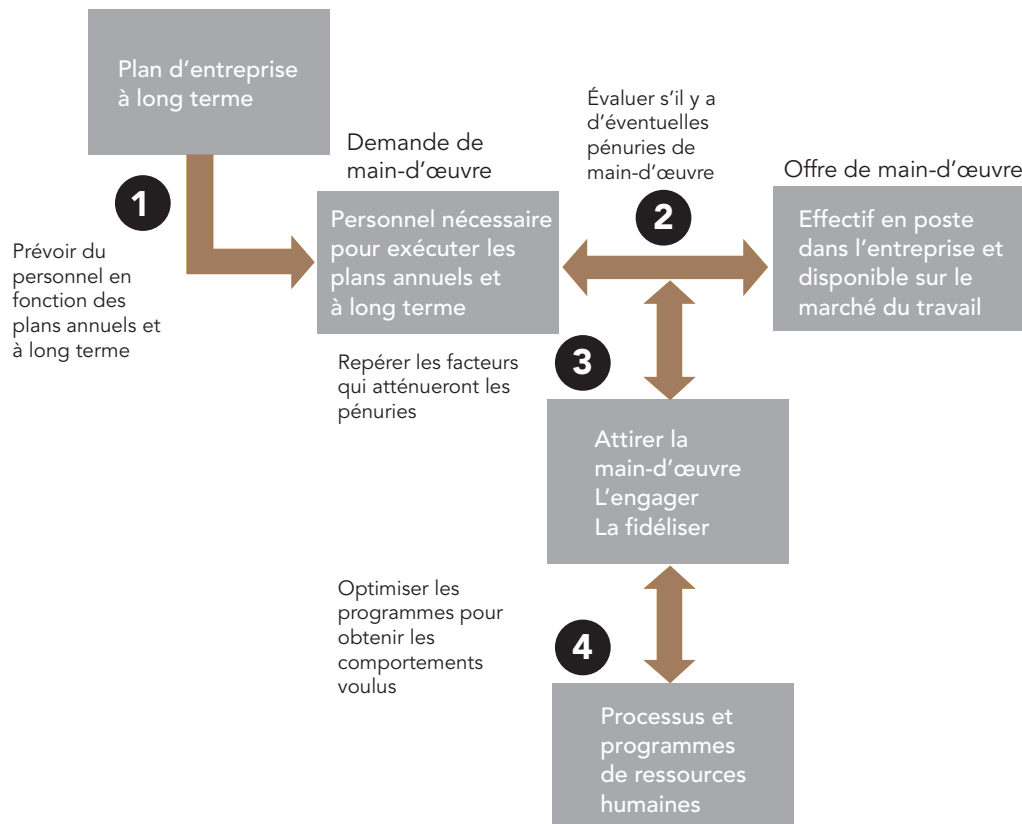 Plan d’entreprise
à long terme
1
Prévoir du
personnel en
fonction des
plans annuels et
à long terme
Demande de
main-d’œuvre
Personnel nécessaire
pour exécuter les
plans annuels et
à long terme
Évaluer s’il y a
d’éventuelles
pénuries de
main-d’œuvre
2
Offre de main-d’œuvre
Effectif en poste
dans l’entreprise et
disponible sur le
marché du travail
Repérer les facteurs
qui atténueront les
pénuries
3
Attirer la
main-d’œuvre
L’engager
La fidéliser
Optimiser les
programmes pour
obtenir les
comportements
voulus
4
Processus et
programmes
de ressources
humaines